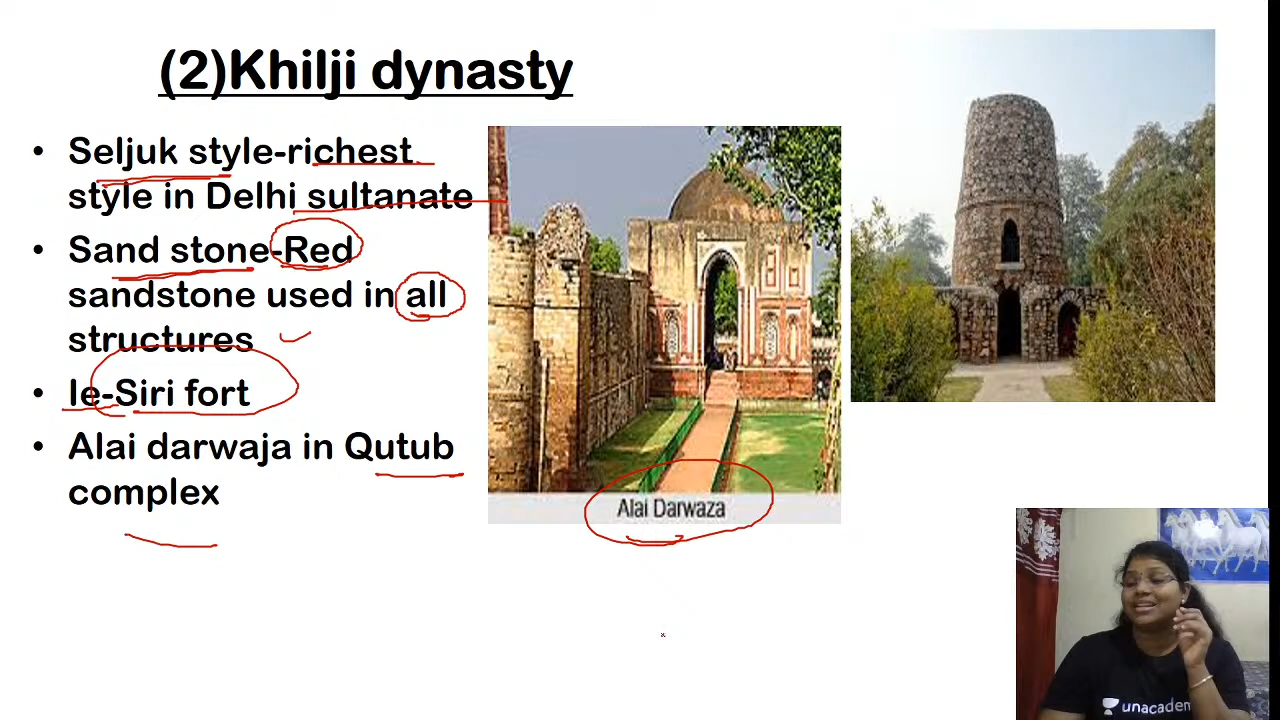 (2)Khilji dynasty
• Seljuk style-richest
style in Delhi sultanate
• Sand stone-Red
sandstone used in all
structures
• Ie-Siri fort
• Alai darwaja in Qutub
complex
Alai Darwaza
unacadem